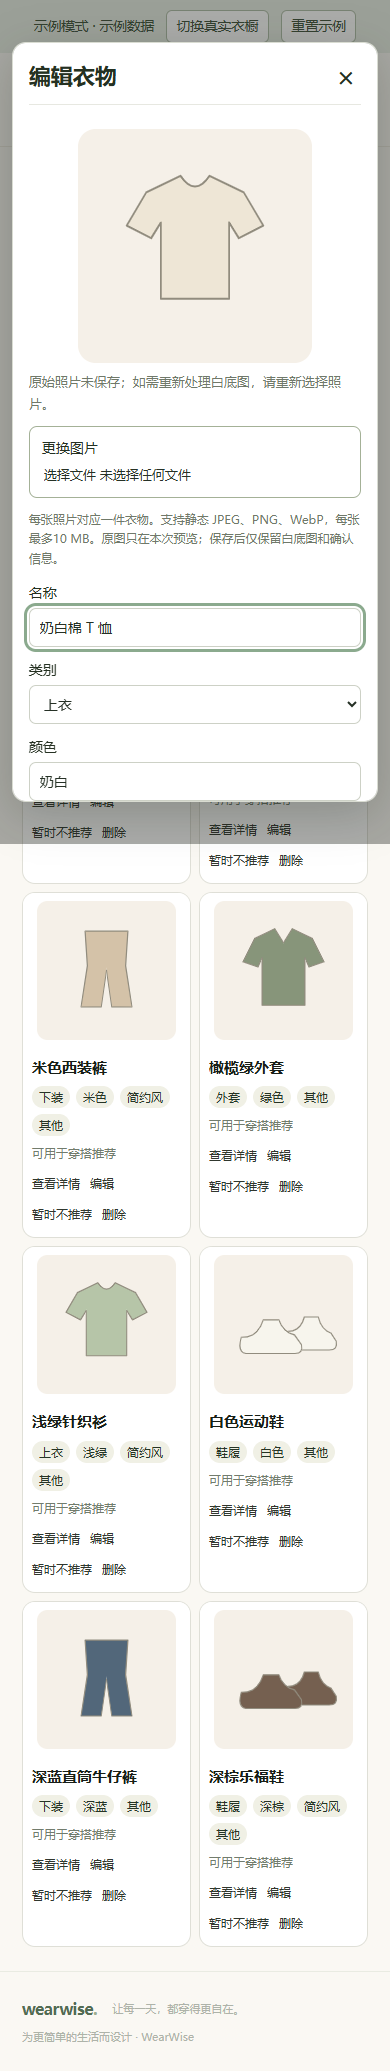 示例模式 · 示例数据 切换真实衣橱 重置示例
编辑衣物
×
原始照片未保存；如需重新处理白底图，请重新选择照
片。
更换图片
选择文件 未选择任何文件
每张照片对应一件衣物。支持静态 JPEG、PNG、WebP，每张
最多10 MB。原图只在本次预览；保存后仅保留白底图和确认
信息。
名称
奶白棉 T 恤
类别
上衣
颜色
奶白
查看详情 编辑
暂时不推荐 删除
查看详情 编辑
暂时不推荐 删除
米色西装裤
下装 米色 简约风
其他
可用于穿搭推荐
查看详情 编辑
暂时不推荐 删除
橄榄绿外套
外套 绿色 其他
可用于穿搭推荐
查看详情 编辑
暂时不推荐 删除
浅绿针织衫
上衣 浅绿 简约风
其他
可用于穿搭推荐
查看详情 编辑
暂时不推荐 删除
白色运动鞋
鞋履 白色 其他
可用于穿搭推荐
查看详情 编辑
暂时不推荐 删除
深蓝直筒牛仔裤
下装 深蓝 其他
可用于穿搭推荐
查看详情 编辑
暂时不推荐 删除
深棕乐福鞋
鞋履 深棕 简约风
其他
可用于穿搭推荐
查看详情 编辑
暂时不推荐 删除
wearwise. 让每一天，都穿得更自在。
为更简单的生活而设计 · WearWise